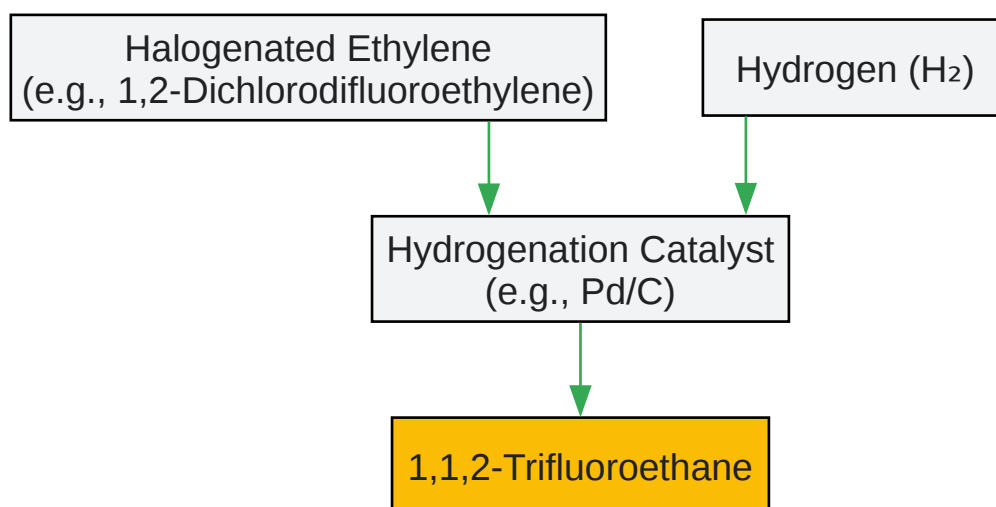 Halogenated Ethylene
(e.g., 1,2-Dichlorodifluoroethylene)
Hydrogen (H₂)
Hydrogenation Catalyst
(e.g., Pd/C)
1,1,2-Trifluoroethane